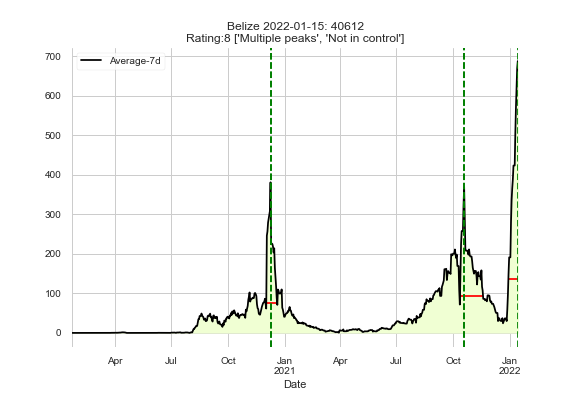 Belize 2022-01-15: 40612
Rating:8 ['Multiple peaks', 'Not in control']
Average-7d
700
600
500
400
300
200
100
0
Apr Jul Oct Jan Apr Jul Oct Jan
2021 2022
Date